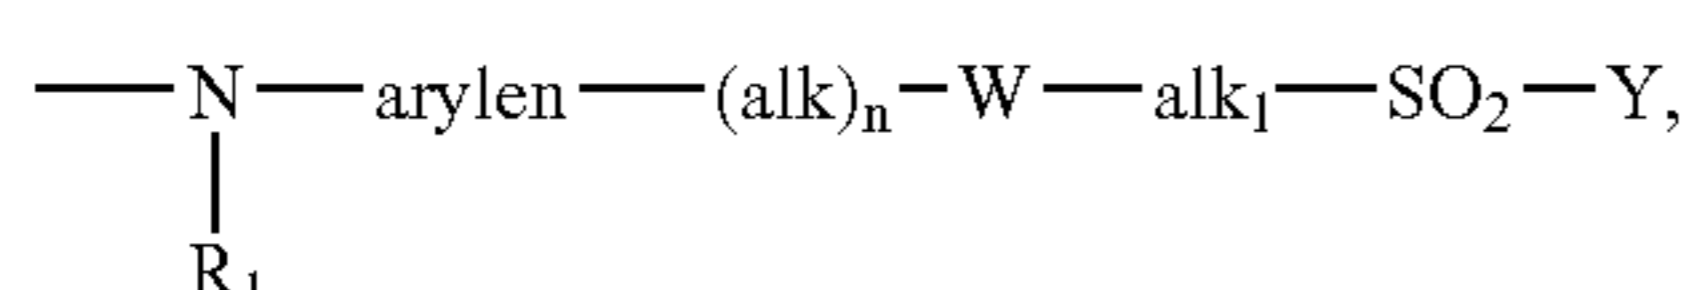 —N—arylen—(alk)n—W—alk1—SO2—Y,
R1